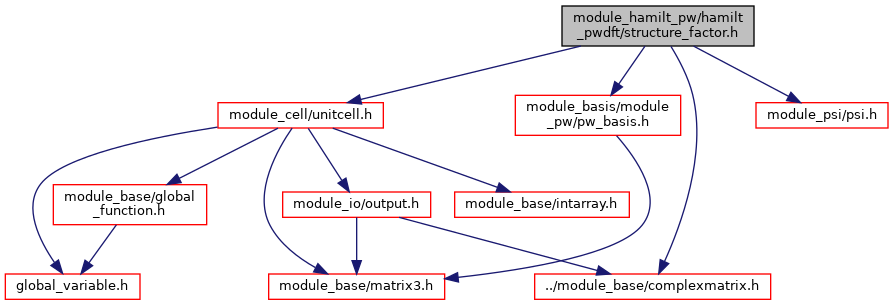 module_hamilt_pw/hamilt
_pwdft/structure_factor.h
module_cell/unitcell.h
module_basis/module
_pw/pw_basis.h
module_psi/psi.h
module_base/global
_function.h
module_io/output.h
module_base/intarray.h
global_variable.h
module_base/matrix3.h
../module_base/complexmatrix.h